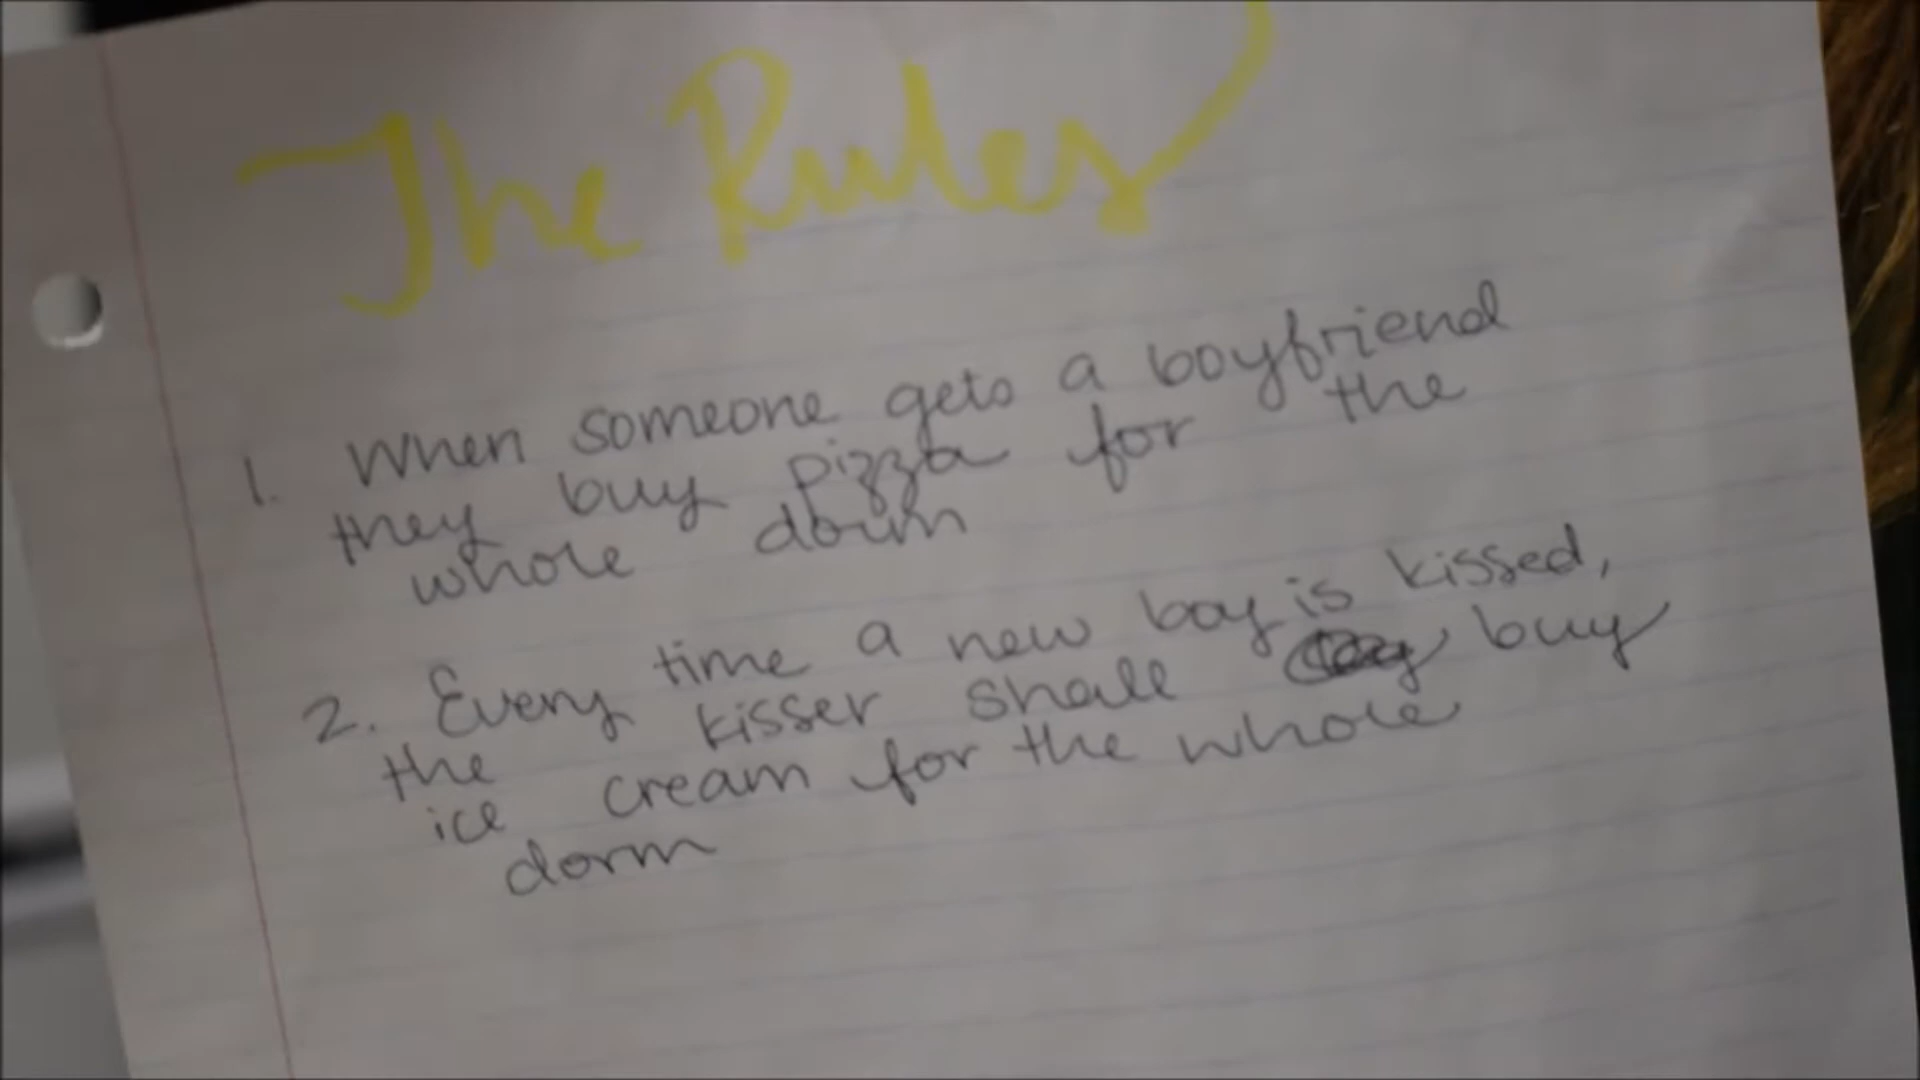 The Rules
1. When someone gets a boyfriend
they buy pizza for the
whole dorm
2. Every time a new boy is kissed,
the kisser shall buy
ice cream for the whole
dorm